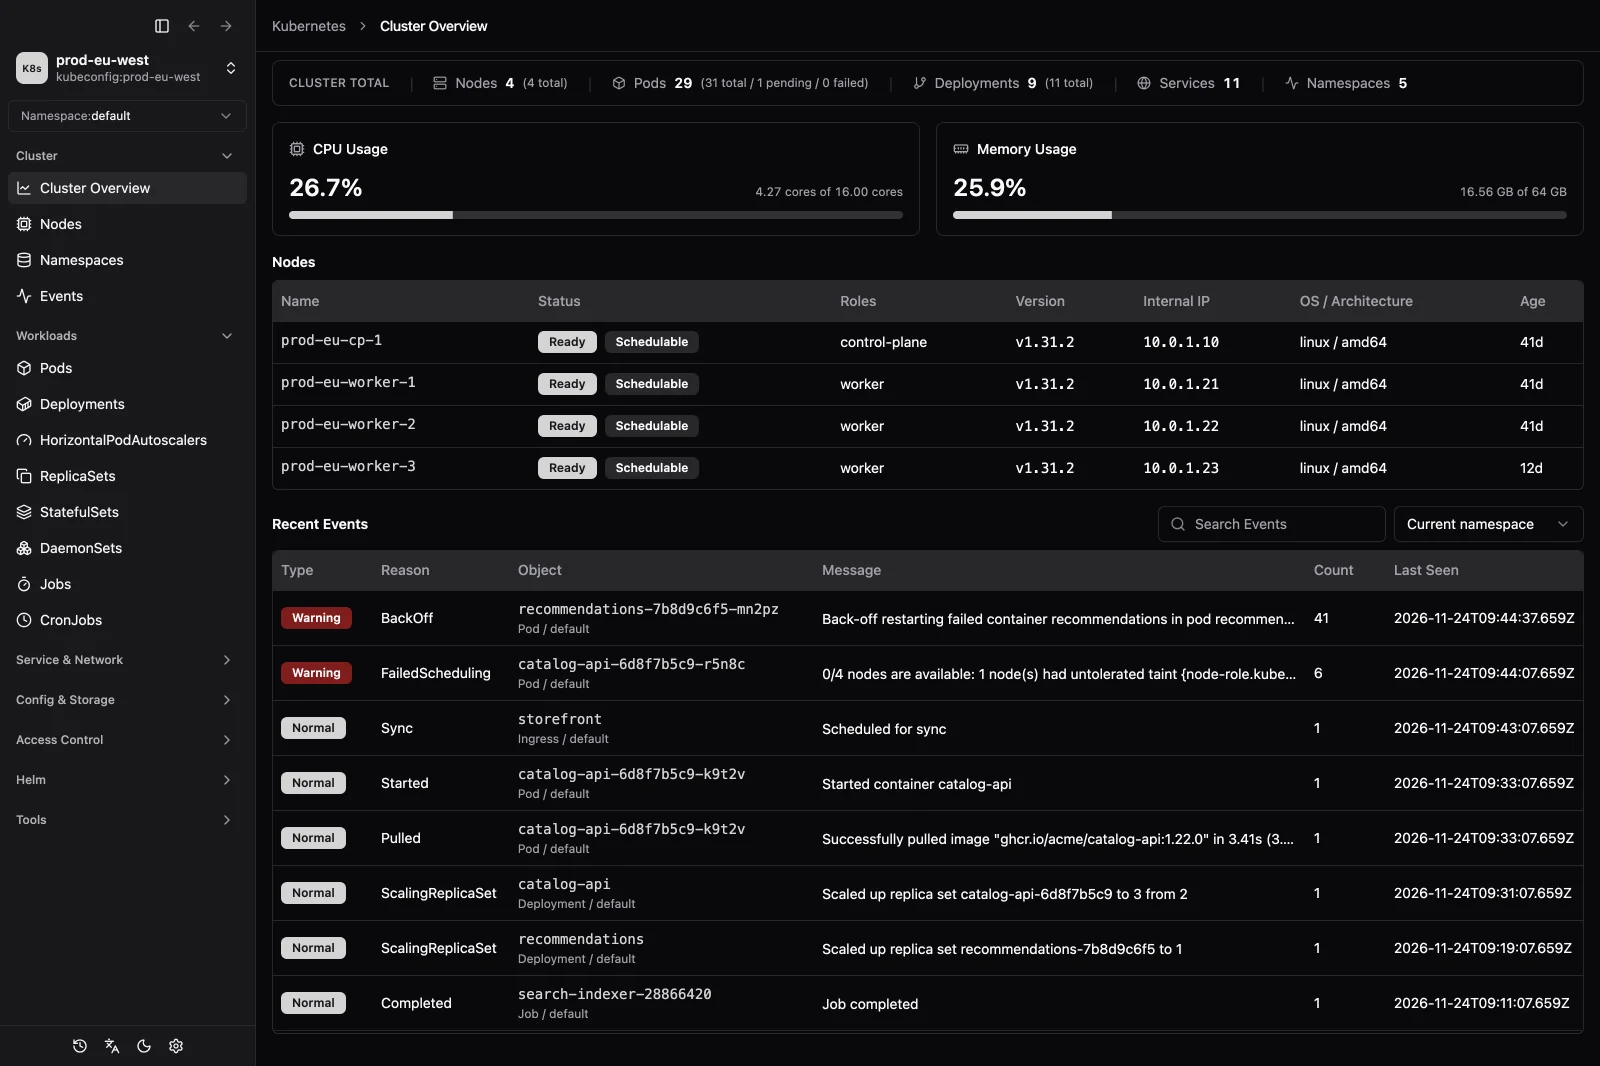 K8s
prod-eu-west
kubeconfig:prod-eu-west
Namespace:default
Cluster
Cluster Overview
Nodes
Namespaces
Events
Workloads
Pods
Deployments
HorizontalPodAutoscalers
ReplicaSets
StatefulSets
DaemonSets
Jobs
CronJobs
Service & Network
Config & Storage
Access Control
Helm
Tools
Kubernetes > Cluster Overview
CLUSTER TOTAL | Nodes 4 (4 total) | Pods 29 (31 total / 1 pending / 0 failed) | Deployments 9 (11 total) | Services 11 | Namespaces 5
CPU Usage
26.7% 4.27 cores of 16.00 cores
Memory Usage
25.9% 16.56 GB of 64 GB
Nodes
Name Status Roles Version Internal IP OS / Architecture Age
prod-eu-cp-1 Ready Schedulable control-plane v1.31.2 10.0.1.10 linux / amd64 41d
prod-eu-worker-1 Ready Schedulable worker v1.31.2 10.0.1.21 linux / amd64 41d
prod-eu-worker-2 Ready Schedulable worker v1.31.2 10.0.1.22 linux / amd64 41d
prod-eu-worker-3 Ready Schedulable worker v1.31.2 10.0.1.23 linux / amd64 12d
Recent Events Search Events Current namespace
Type Reason Object Message Count Last Seen
Warning BackOff recommendations-7b8d9c6f5-mn2pz Back-off restarting failed container recommendations in pod recommen... 41 2026-11-24T09:44:37.659Z
Pod / default
Warning FailedScheduling catalog-api-6d8f7b5c9-r5n8c 0/4 nodes are available: 1 node(s) had untolerated taint {node-role.kube... 6 2026-11-24T09:44:07.659Z
Pod / default
Normal Sync storefront Scheduled for sync 1 2026-11-24T09:43:07.659Z
Ingress / default
Normal Started catalog-api-6d8f7b5c9-k9t2v Started container catalog-api 1 2026-11-24T09:33:07.659Z
Pod / default
Normal Pulled catalog-api-6d8f7b5c9-k9t2v Successfully pulled image "ghcr.io/acme/catalog-api:1.22.0" in 3.41s (3.... 1 2026-11-24T09:33:07.659Z
Pod / default
Normal ScalingReplicaSet catalog-api Scaled up replica set catalog-api-6d8f7b5c9 to 3 from 2 1 2026-11-24T09:31:07.659Z
Deployment / default
Normal ScalingReplicaSet recommendations Scaled up replica set recommendations-7b8d9c6f5 to 1 1 2026-11-24T09:19:07.659Z
Deployment / default
Normal Completed search-indexer-28866420 Job completed 1 2026-11-24T09:11:07.659Z
Job / default